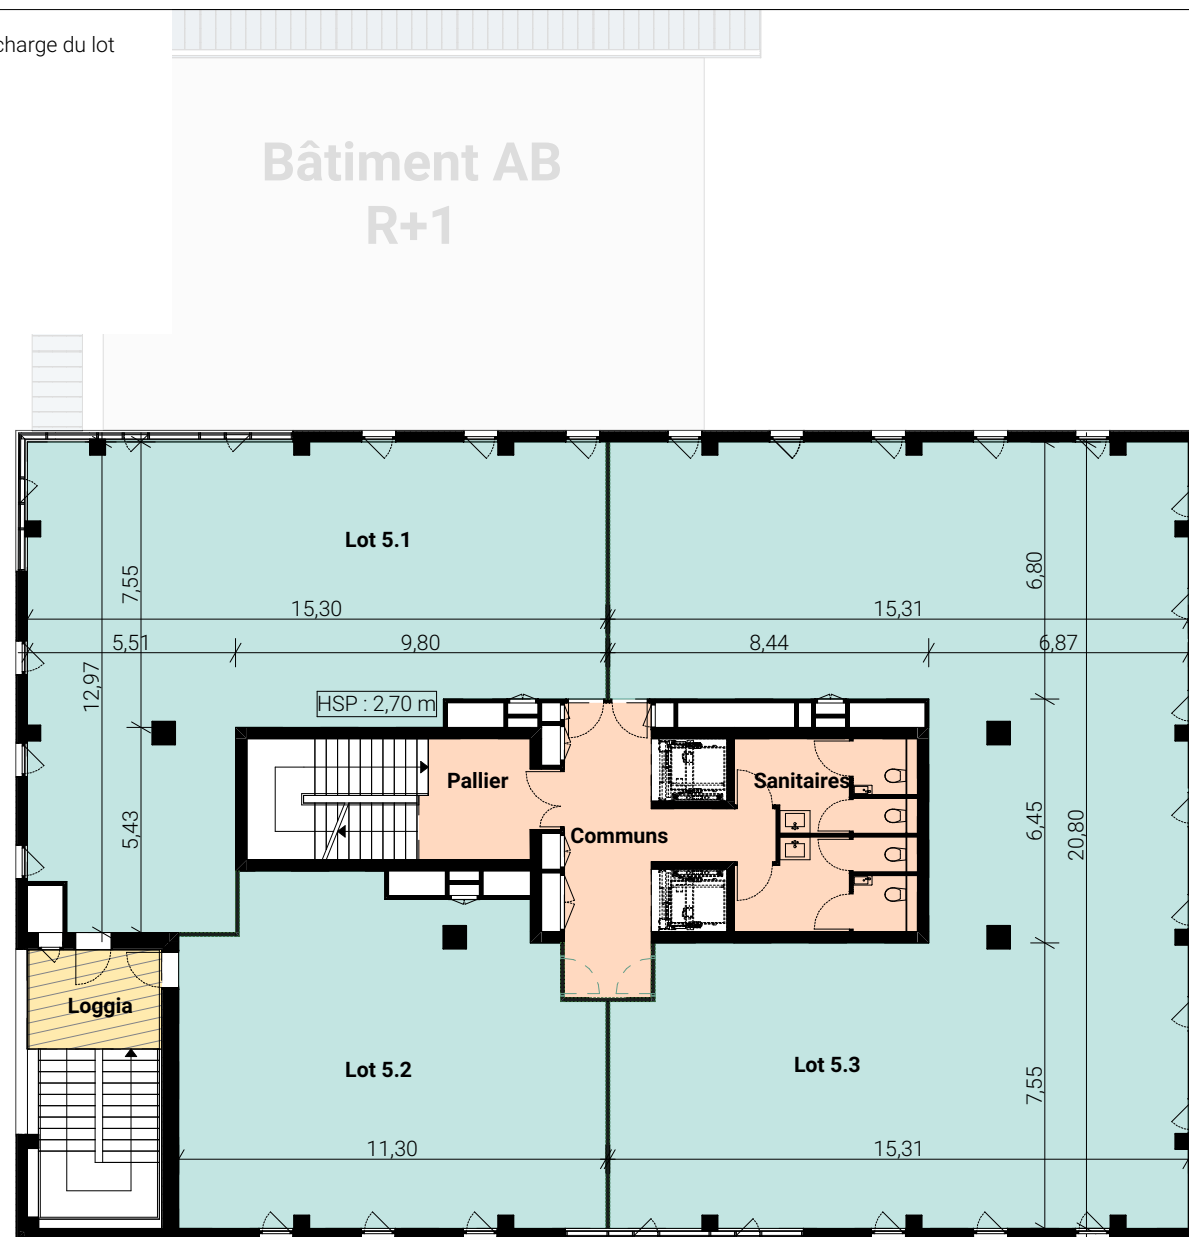 charge du lot
Bâtiment AB
R+1
Lot 5.1
7,55
6,80
15,30
15,31
5,51
9,80
8,44
6,87
12,97
HSP : 2,70 m
Pallier
Sanitaires
Communs
5,43
6,45
20,80
Loggia
Lot 5.2
Lot 5.3
7,55
11,30
15,31